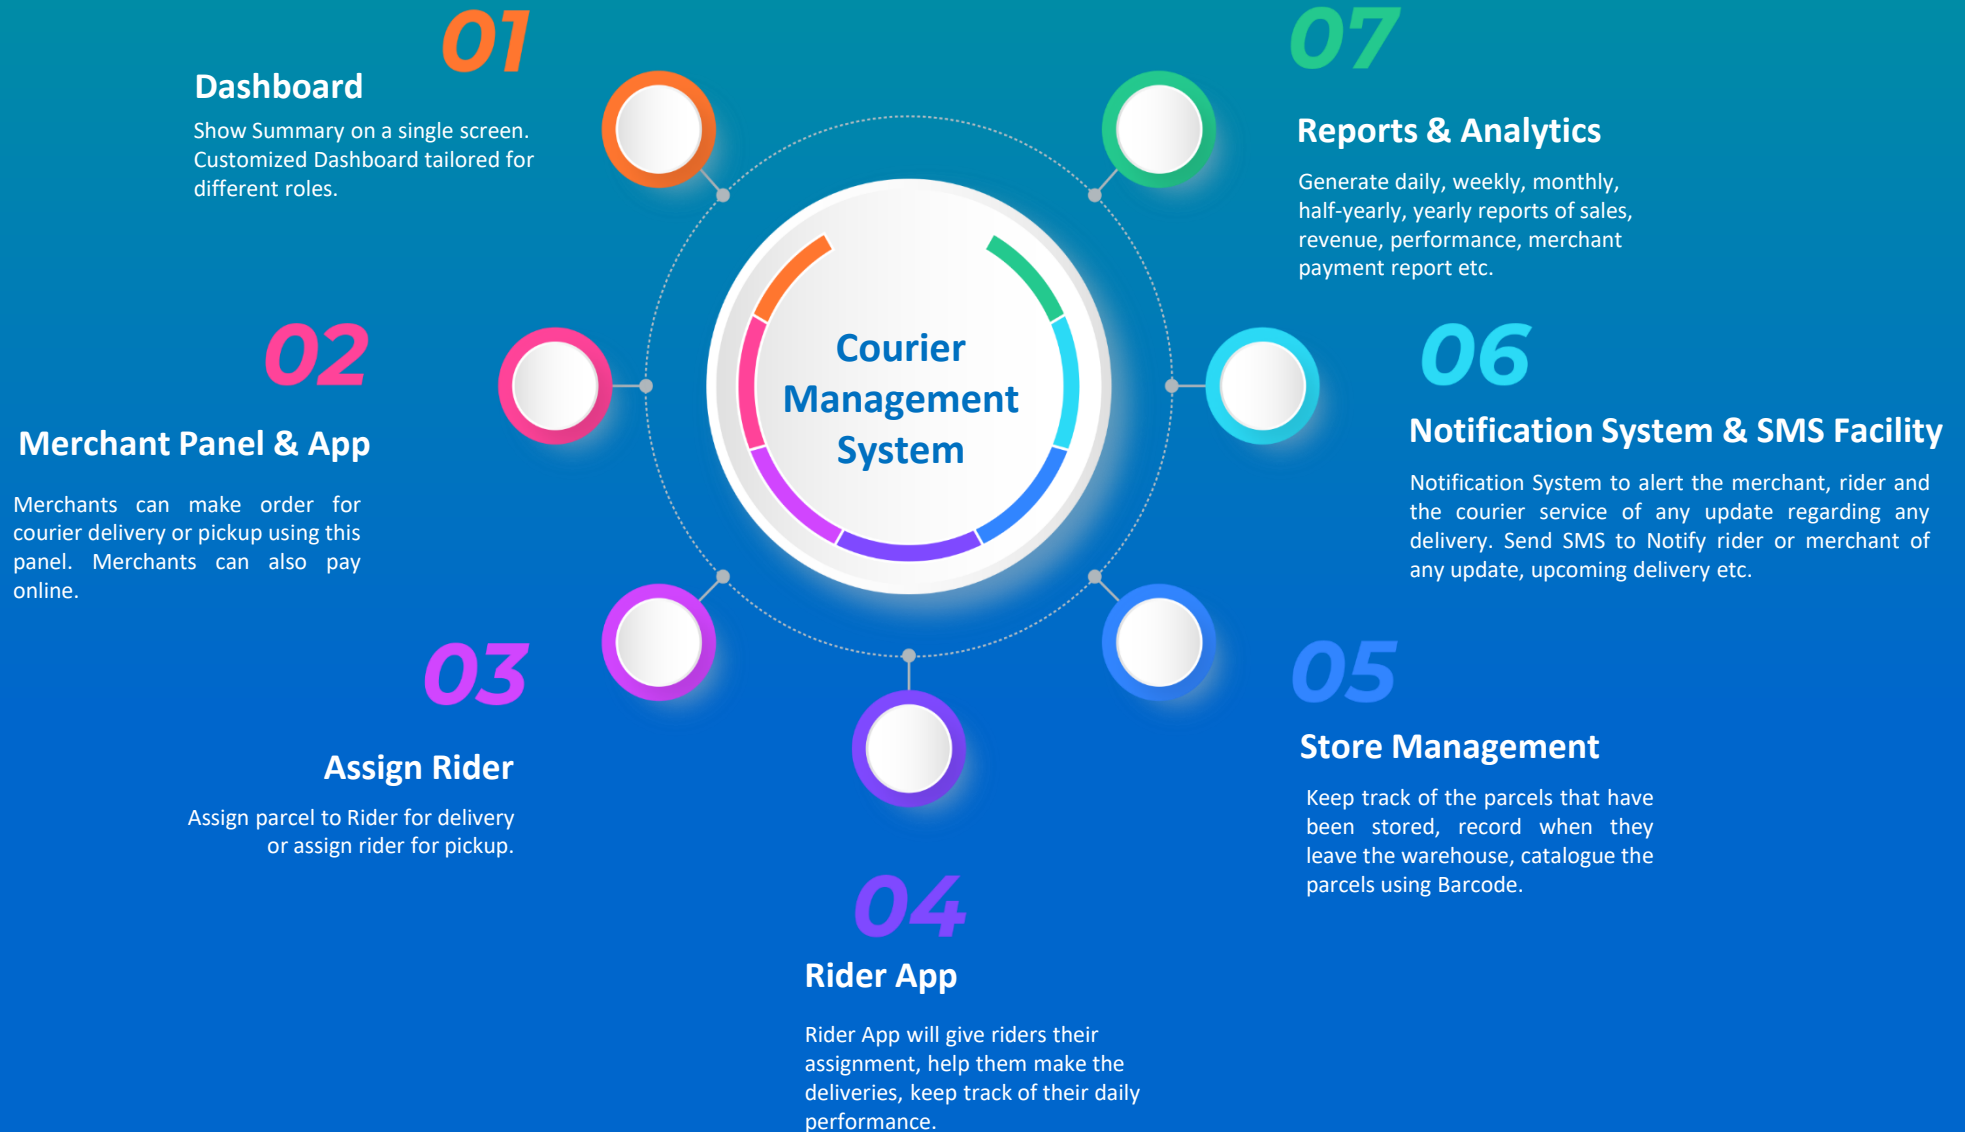 01
Dashboard
Show Summary on a single screen.
Customized Dashboard tailored for
different roles.
02
Merchant Panel & App
Merchants can make order for
courier delivery or pickup using this
panel. Merchants can also pay
online.
03
Assign Rider
Assign parcel to Rider for delivery
or assign rider for pickup.
Courier
Management
System
04
Rider App
Rider App will give riders their
assignment, help them make the
deliveries, keep track of their daily
performance.
05
Store Management
Keep track of the parcels that have
been stored, record when they
leave the warehouse, catalogue the
parcels using Barcode.
06
Notification System & SMS Facility
Notification System to alert the merchant, rider and
the courier service of any update regarding any
delivery. Send SMS to Notify rider or merchant of
any update, upcoming delivery etc.
07
Reports & Analytics
Generate daily, weekly, monthly,
half-yearly, yearly reports of sales,
revenue, performance, merchant
payment report etc.